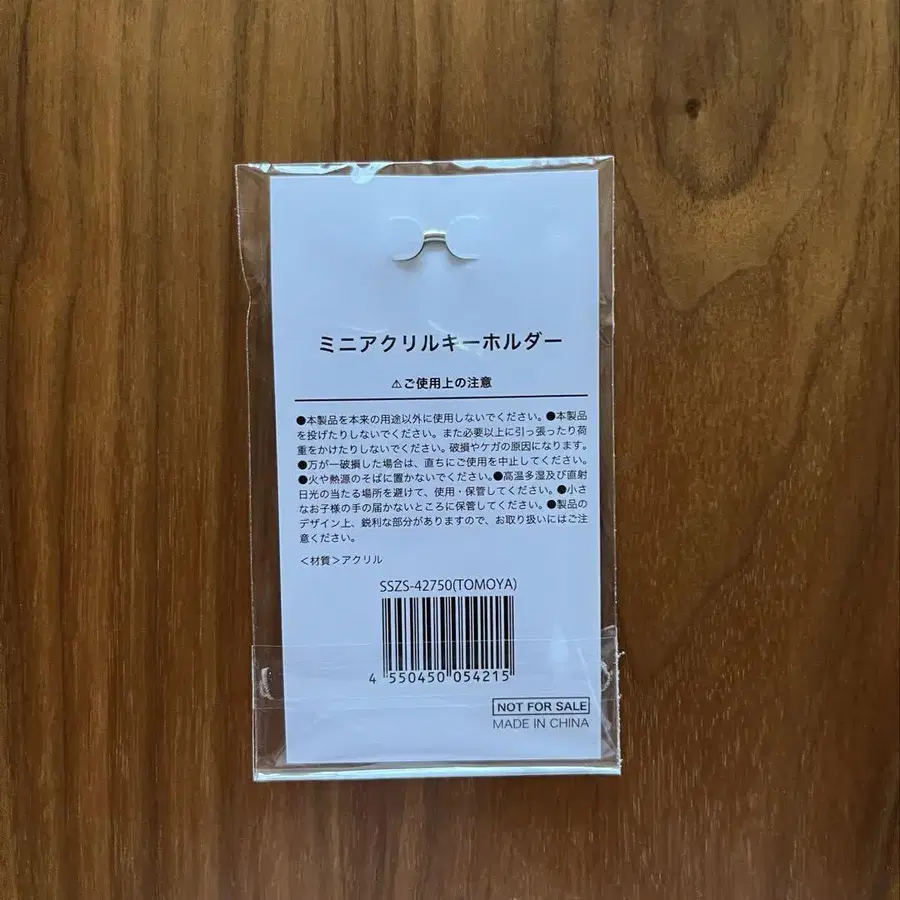 ミニアクリルキーホルダー
⚠ご使用上の注意
●本製品を本来の用途以外に使用しないでください。●本製品
を投げたりしないでください。また必要以上に引っ張ったり荷
重をかけたりしないでください。破損やケガの原因になります。
●万が一破損した場合は、直ちにご使用を中止してください。
●火や熱源のそばに置かないでください。●高温多湿及び直射
日光の当たる場所を避けて、使用・保管してください。●小さ
なお子様の手の届かないところに保管してください。●製品の
デザイン上、鋭利な部分がありますので、お取り扱いにはご注
意ください。
＜材質＞アクリル
SSZS-42750(TOMOYA)
4 550450 054215
NOT FOR SALE
MADE IN CHINA